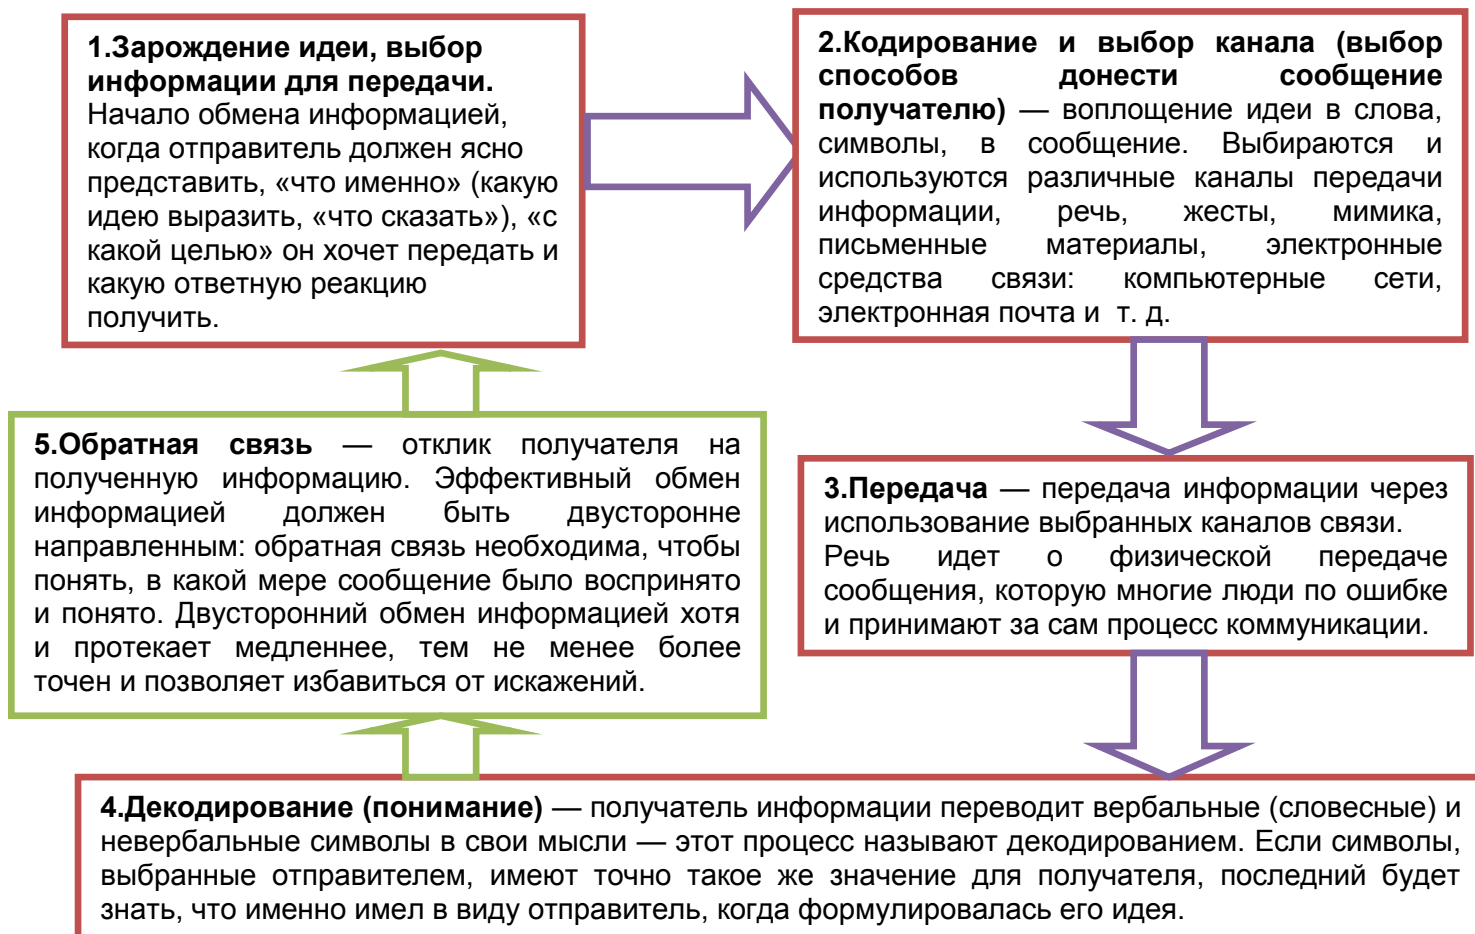 1.Зарождение идеи, выбор
информации для передачи.
Начало обмена информацией,
когда отправитель должен ясно
представить, «что именно» (какую
идею выразить, «что сказать»), «с
какой целью» он хочет передать и
какую ответную реакцию
получить.
2.Кодирование и выбор канала (выбор
способов донести сообщение
получателю) — воплощение идеи в слова,
символы, в сообщение. Выбираются и
используются различные каналы передачи
информации, речь, жесты, мимика,
письменные материалы, электронные
средства связи: компьютерные сети,
электронная почта и т. д.
3.Передача — передача информации через
использование выбранных каналов связи.
Речь идет о физической передаче
сообщения, которую многие люди по ошибке
и принимают за сам процесс коммуникации.
4.Декодирование (понимание) — получатель информации переводит вербальные (словесные) и
невербальные символы в свои мысли — этот процесс называют декодированием. Если символы,
выбранные отправителем, имеют точно такое же значение для получателя, последний будет
знать, что именно имел в виду отправитель, когда формулировалась его идея.
5.Обратная связь — отклик получателя на
полученную информацию. Эффективный обмен
информацией должен быть двусторонне
направленным: обратная связь необходима, чтобы
понять, в какой мере сообщение было воспринято
и понято. Двусторонний обмен информацией хотя
и протекает медленнее, тем не менее более
точен и позволяет избавиться от искажений.